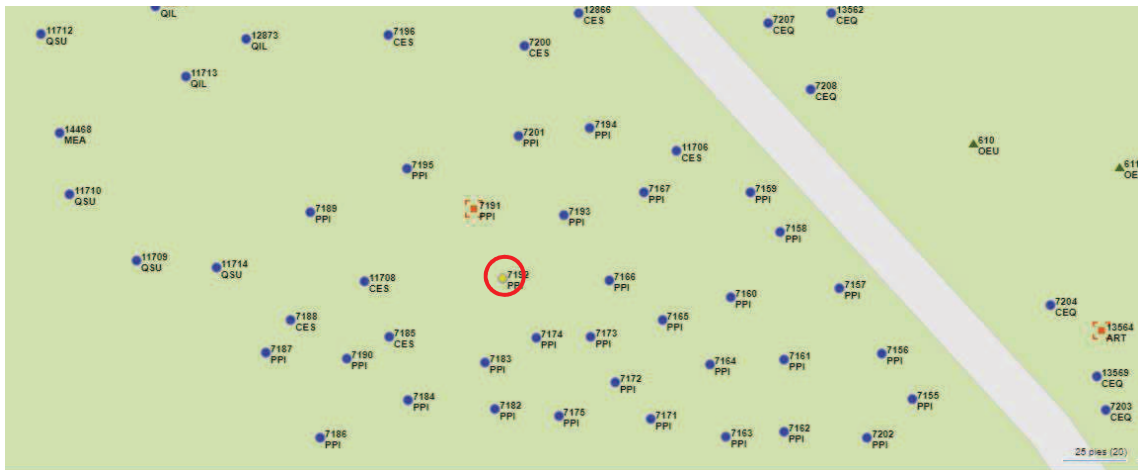 QIL
12866
CES
11712
QSU
12873
QIL
7196
CES
7200
CES
7207
CEQ
13562
CEQ
11713
QIL
7208
CEQ
14468
MEA
7201
PPI
7194
PPI
11706
CES
610
OEU
611
OE
7195
PPI
11710
QSU
7167
PPI
7159
PPI
7189
PPI
7191
PPI
7193
PPI
7158
PPI
11709
QSU
11714
QSU
11708
CES
7192
PPI
7166
PPI
7160
PPI
7157
PPI
7204
CEQ
7188
CES
7165
PPI
13564
ART
7185
CES
7174
PPI
7173
PPI
7187
PPI
7190
PPI
7183
PPI
7164
PPI
7161
PPI
7156
PPI
7172
PPI
13569
CEQ
7184
PPI
7155
PPI
7182
PPI
7175
PPI
7171
PPI
7203
CEQ
7186
PPI
7163
PPI
7162
PPI
7202
PPI
25 pies (20)